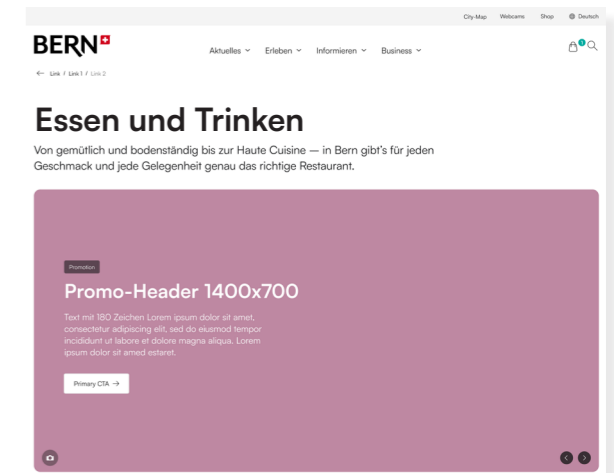 City-Map Webcams Shop Deutsch
BERN
Aktuelles Erleben Informieren Business
1
Link / Link 1 / Link 2
Essen und Trinken
Von gemütlich und bodenständig bis zur Haute Cuisine – in Bern gibt's für jeden
Geschmack und jede Gelegenheit genau das richtige Restaurant.
Promotion
Promo-Header 1400x700
Text mit 180 Zeichen Lorem ipsum dolor sit amet,
consectetur adipiscing elit, sed do eiusmod tempor
incididunt ut labore et dolore magna aliqua. Lorem
ipsum dolor sit amed estaret.
Primary CTA →